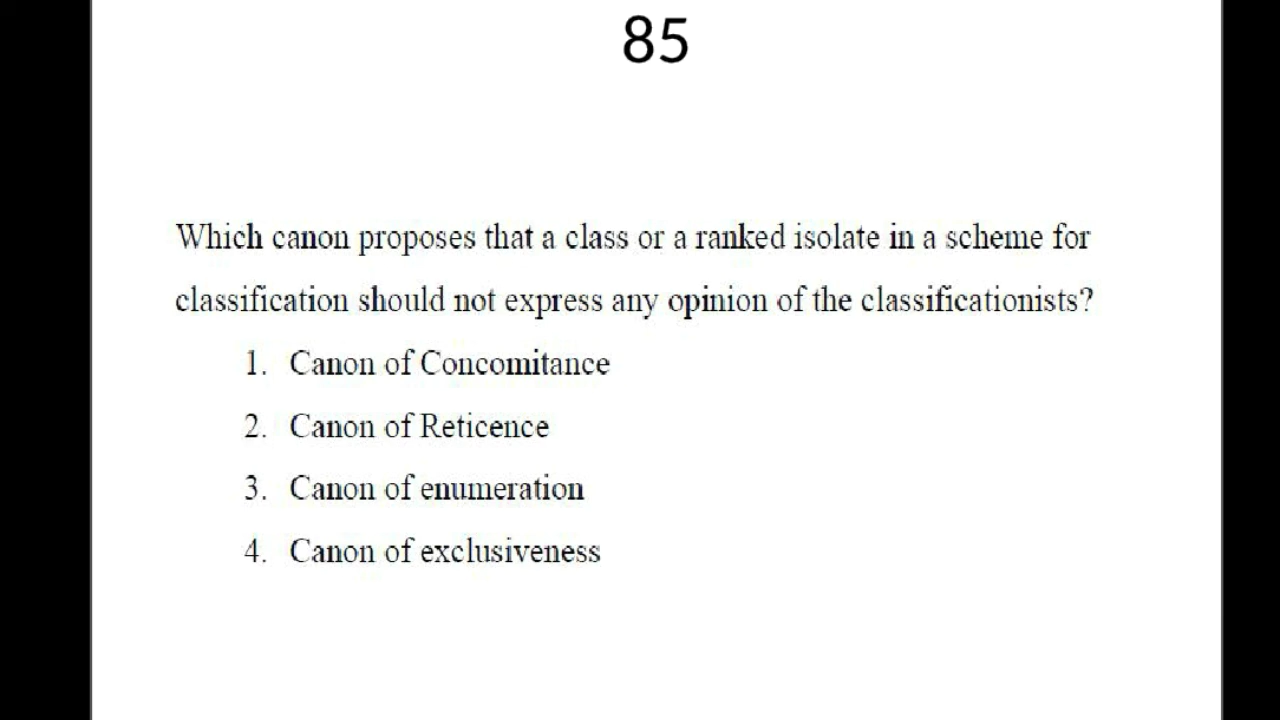 85
Which canon proposes that a class or a ranked isolate in a scheme for
classification should not express any opinion of the classificationists?
1. Canon of Concomitance
2. Canon of Reticence
3. Canon of enumeration
4. Canon of exclusiveness